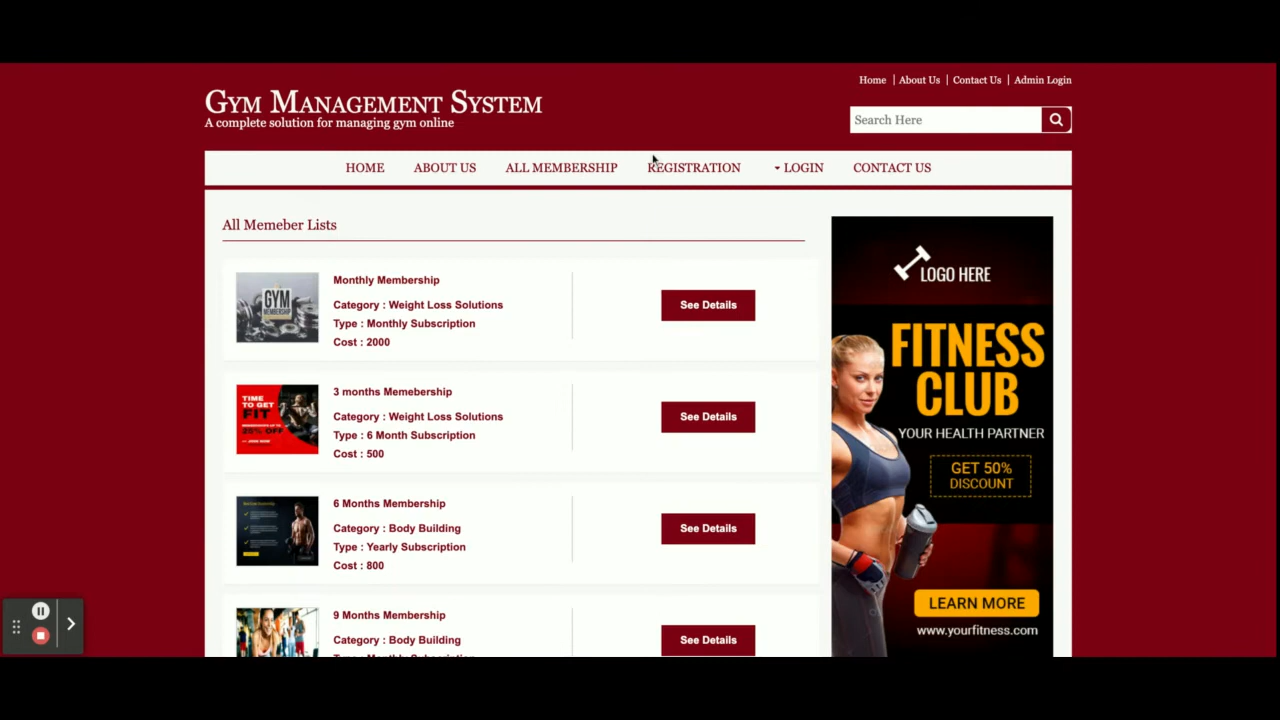 Home | About Us | Contact Us | Admin Login
Gym Management System
A complete solution for managing gym online
Search Here
HOME ABOUT US ALL MEMBERSHIP REGISTRATION LOGIN CONTACT US
All Memeber Lists
GYM
MEMBERSHIP
Monthly Membership
Category : Weight Loss Solutions
Type : Monthly Subscription
Cost : 2000
See Details
TIME
TO GET
FIT
3 months Memebership
Category : Weight Loss Solutions
Type : 6 Month Subscription
Cost : 500
See Details
6 Months Membership
Category : Body Building
Type : Yearly Subscription
Cost : 800
See Details
9 Months Membership
Category : Body Building
Type : Monthly Subscription
See Details
LOGO HERE
FITNESS
CLUB
YOUR HEALTH PARTNER
GET 50%
DISCOUNT
LEARN MORE
www.yourfitness.com